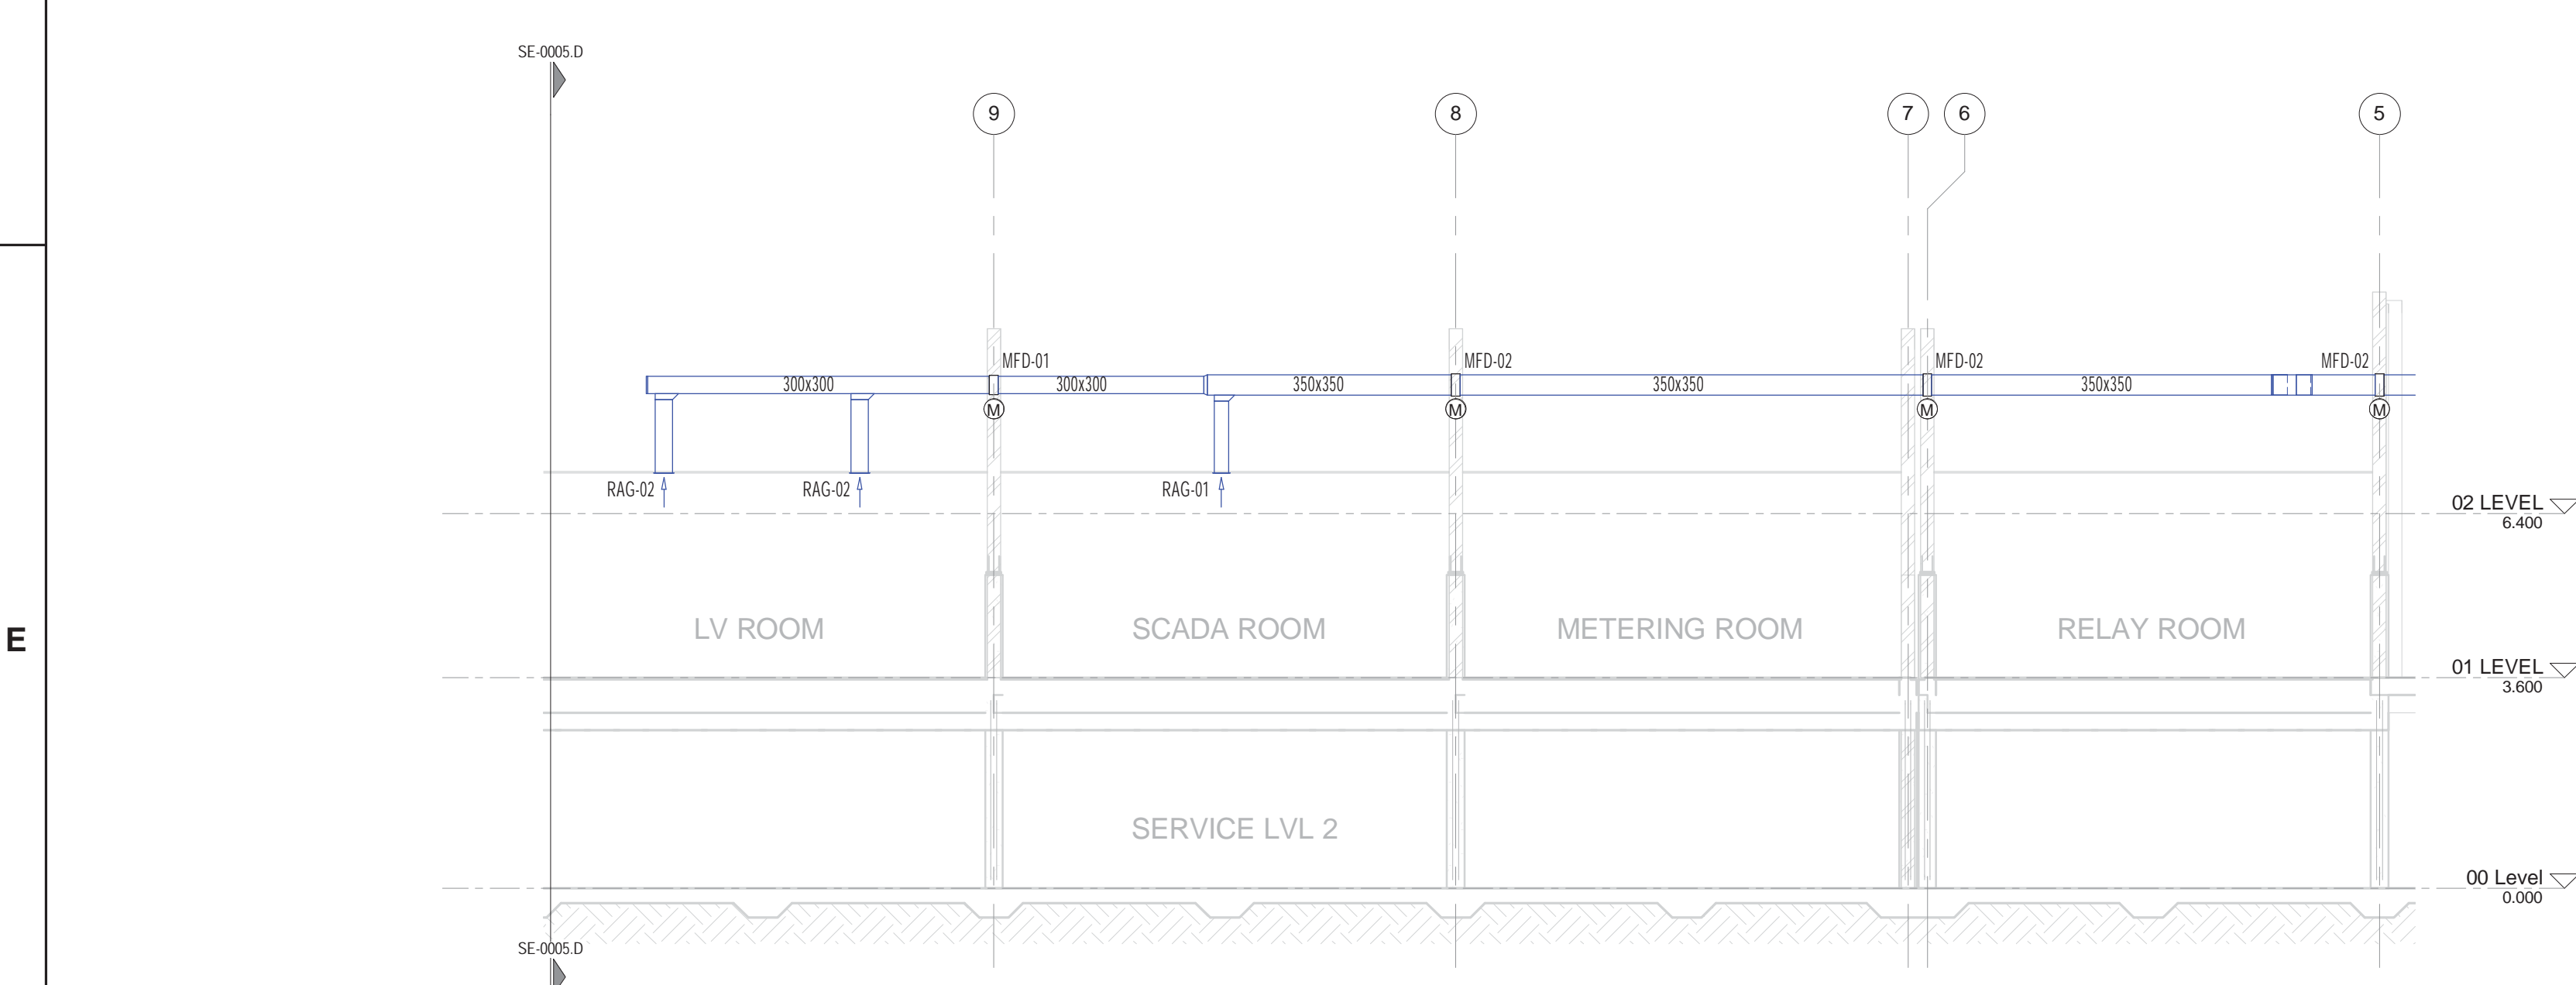 SE-0005.D
9
8
7
6
5
MFD-01
MFD-02
MFD-02
MFD-02
300x300
300x300
350x350
350x350
350x350
M
M
M
M
RAG-02
RAG-02
RAG-01
02 LEVEL
6.400
E
LV ROOM
SCADA ROOM
METERING ROOM
RELAY ROOM
01 LEVEL
3.600
SERVICE LVL 2
00 Level
0.000
SE-0005.D